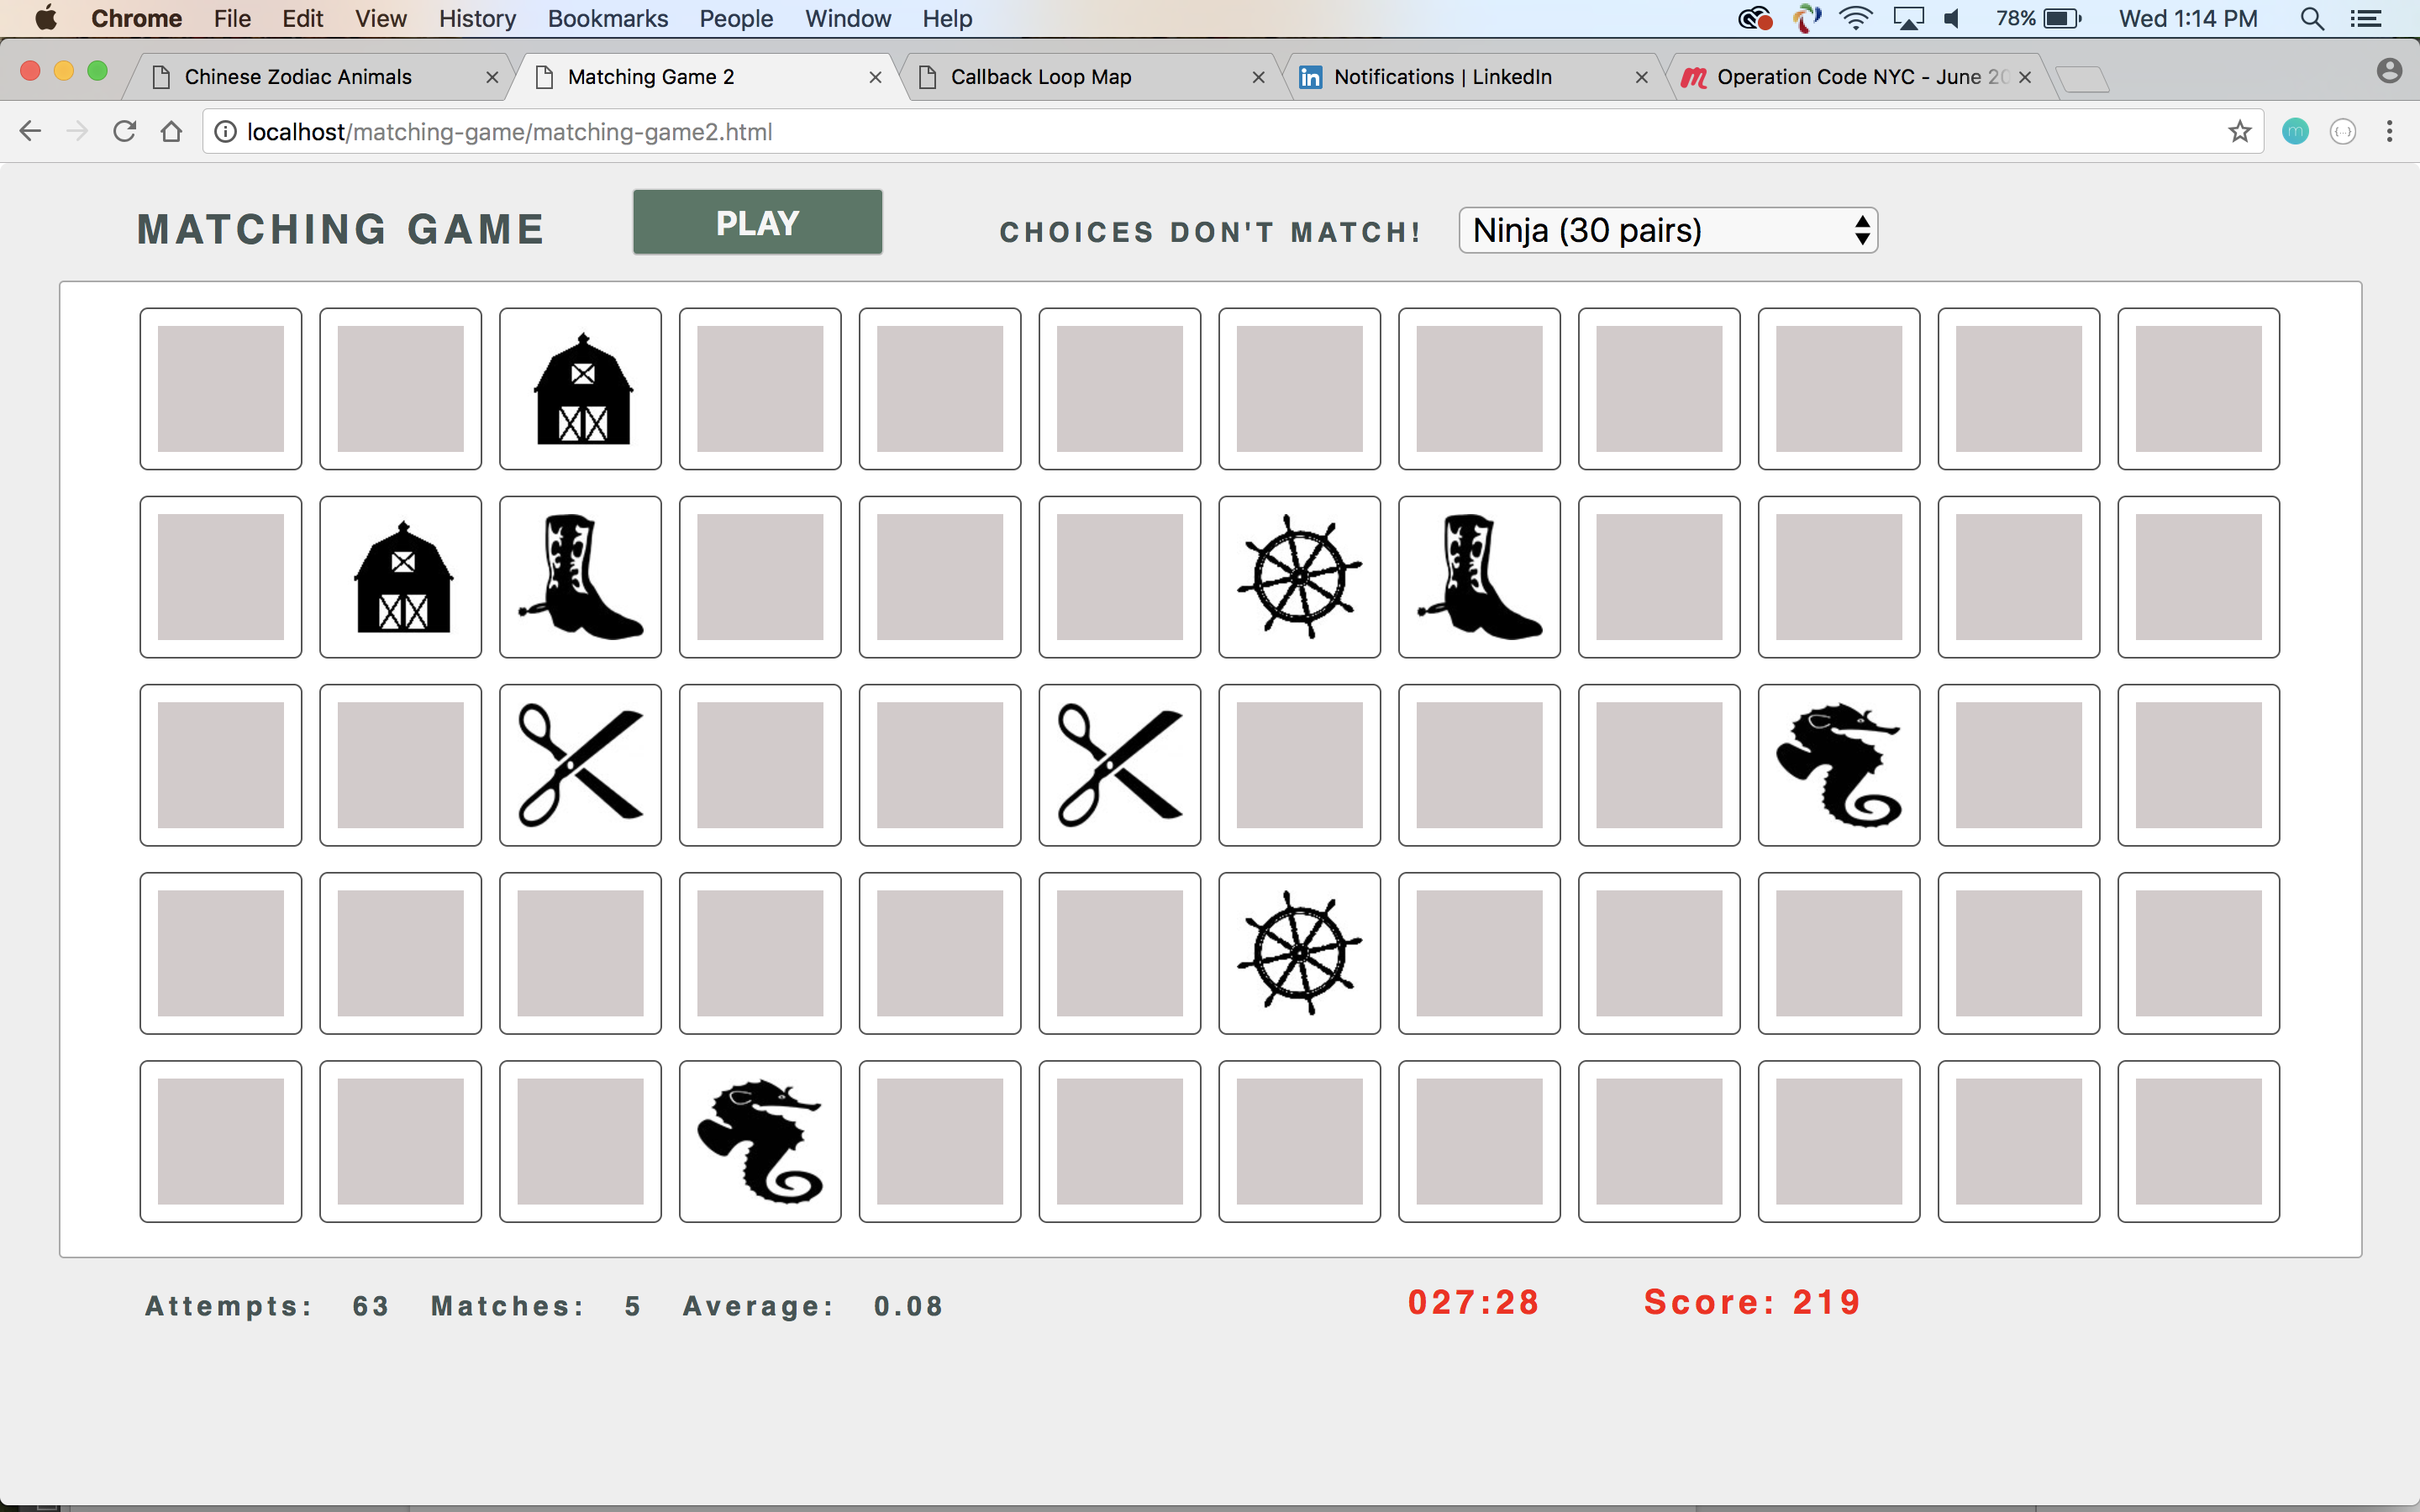 Chrome File Edit View History Bookmarks People Window Help 78% Wed 1:14 PM
Chinese Zodiac Animals Matching Game 2 Callback Loop Map Notifications | LinkedIn Operation Code NYC - June 20
localhost/matching-game/matching-game2.html
MATCHING GAME PLAY CHOICES DON'T MATCH! Ninja (30 pairs)
Attempts: 63 Matches: 5 Average: 0.08 027:28 Score: 219